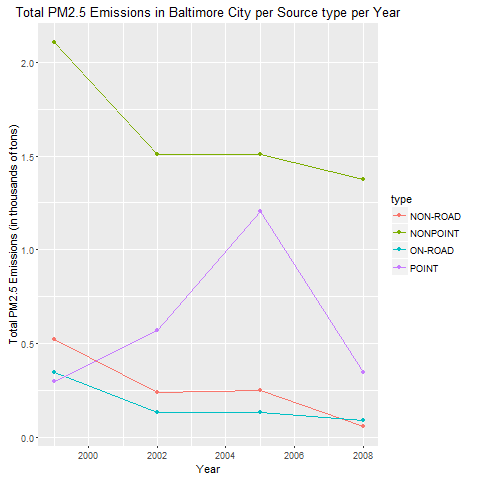 Total PM2.5 Emissions in Baltimore City per Source type per Year
Total PM2.5 Emissions (in thousands of tons)
2.0
1.5
1.0
0.5
0.0
2000
2002
2004
2006
2008
Year
type
NON-ROAD
NONPOINT
ON-ROAD
POINT